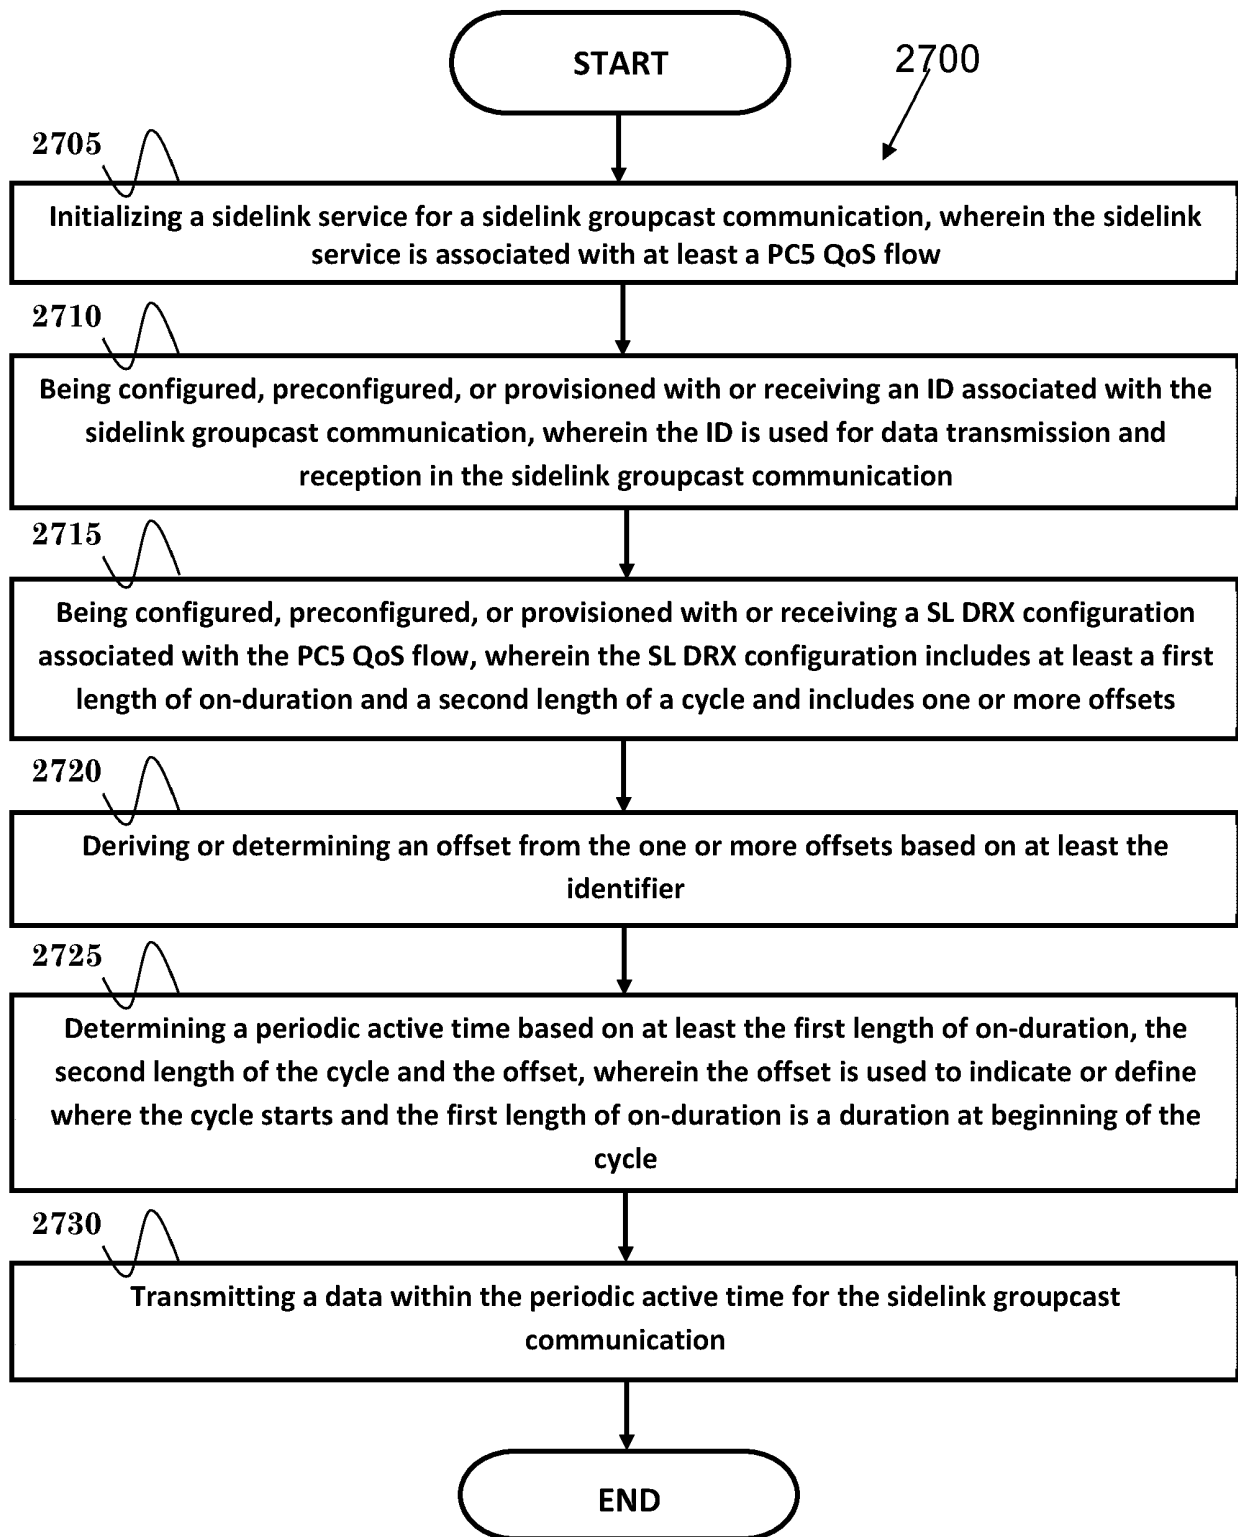 START
2700
2705
Initializing a sidelink service for a sidelink groupcast communication, wherein the sidelink
service is associated with at least a PC5 QoS flow
2710
Being configured, preconfigured, or provisioned with or receiving an ID associated with the
sidelink groupcast communication, wherein the ID is used for data transmission and
reception in the sidelink groupcast communication
2715
Being configured, preconfigured, or provisioned with or receiving a SL DRX configuration
associated with the PC5 QoS flow, wherein the SL DRX configuration includes at least a first
length of on-duration and a second length of a cycle and includes one or more offsets
2720
Deriving or determining an offset from the one or more offsets based on at least the
identifier
2725
Determining a periodic active time based on at least the first length of on-duration, the
second length of the cycle and the offset, wherein the offset is used to indicate or define
where the cycle starts and the first length of on-duration is a duration at beginning of the
cycle
2730
Transmitting a data within the periodic active time for the sidelink groupcast
communication
END